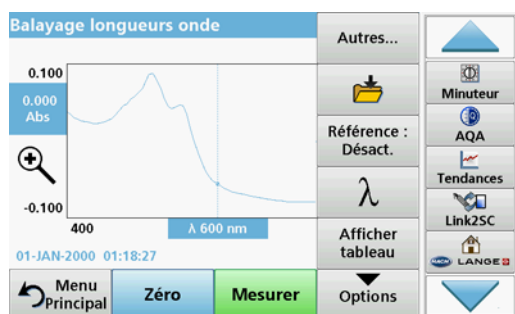 Balayage longueurs onde
0.100
0.000
Abs
-0.100
400
λ 600 nm
01-JAN-2000 01:18:27
Menu
Principal
Zéro
Mesurer
Autres...
Référence :
Désact.
λ
Afficher
tableau
Options
Minuteur
AQA
Tendances
Link2SC
HACH LANGE